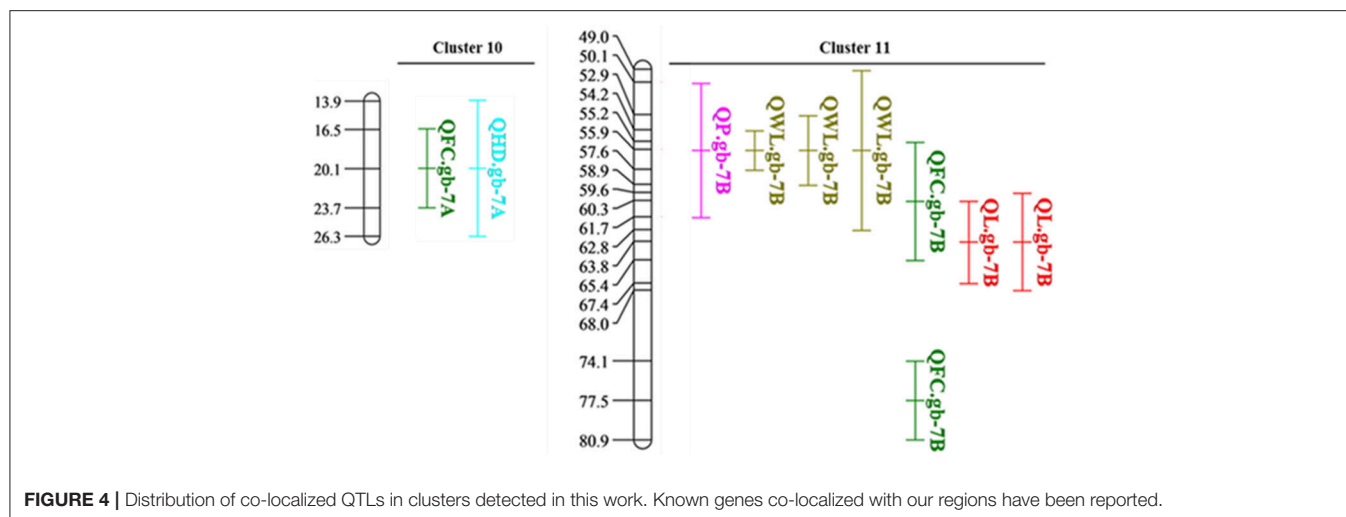 Cluster 10
13.9
16.5
20.1
23.7
26.3
QFC.gb-7A
QHD.gb-7A
Cluster 11
49.0
50.1
52.9
54.2
55.2
55.9
57.6
58.9
59.6
60.3
61.7
62.8
63.8
65.4
67.4
68.0
74.1
77.5
80.9
QP.gb-7B
QWL.gb-7B
QWL.gb-7B
QWL.gb-7B
QFC.gb-7B
QL.gb-7B
QL.gb-7B
QFC.gb-7B
FIGURE 4 | Distribution of co-localized QTLs in clusters detected in this work. Known genes co-localized with our regions have been reported.